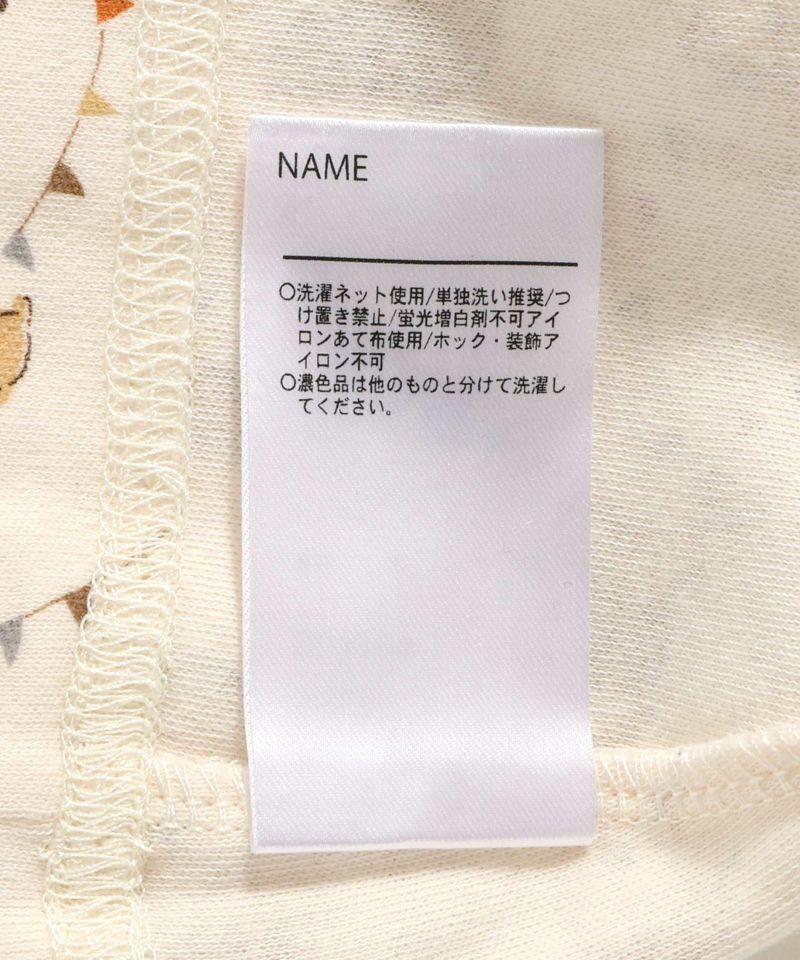 NAME
○洗濯ネット使用/単独洗い推奨/つ
け置き禁止/蛍光増白剤不可アイ
ロンあて布使用/ホック・装飾ア
イロン不可
○濃色品は他のものと分けて洗濯し
てください。